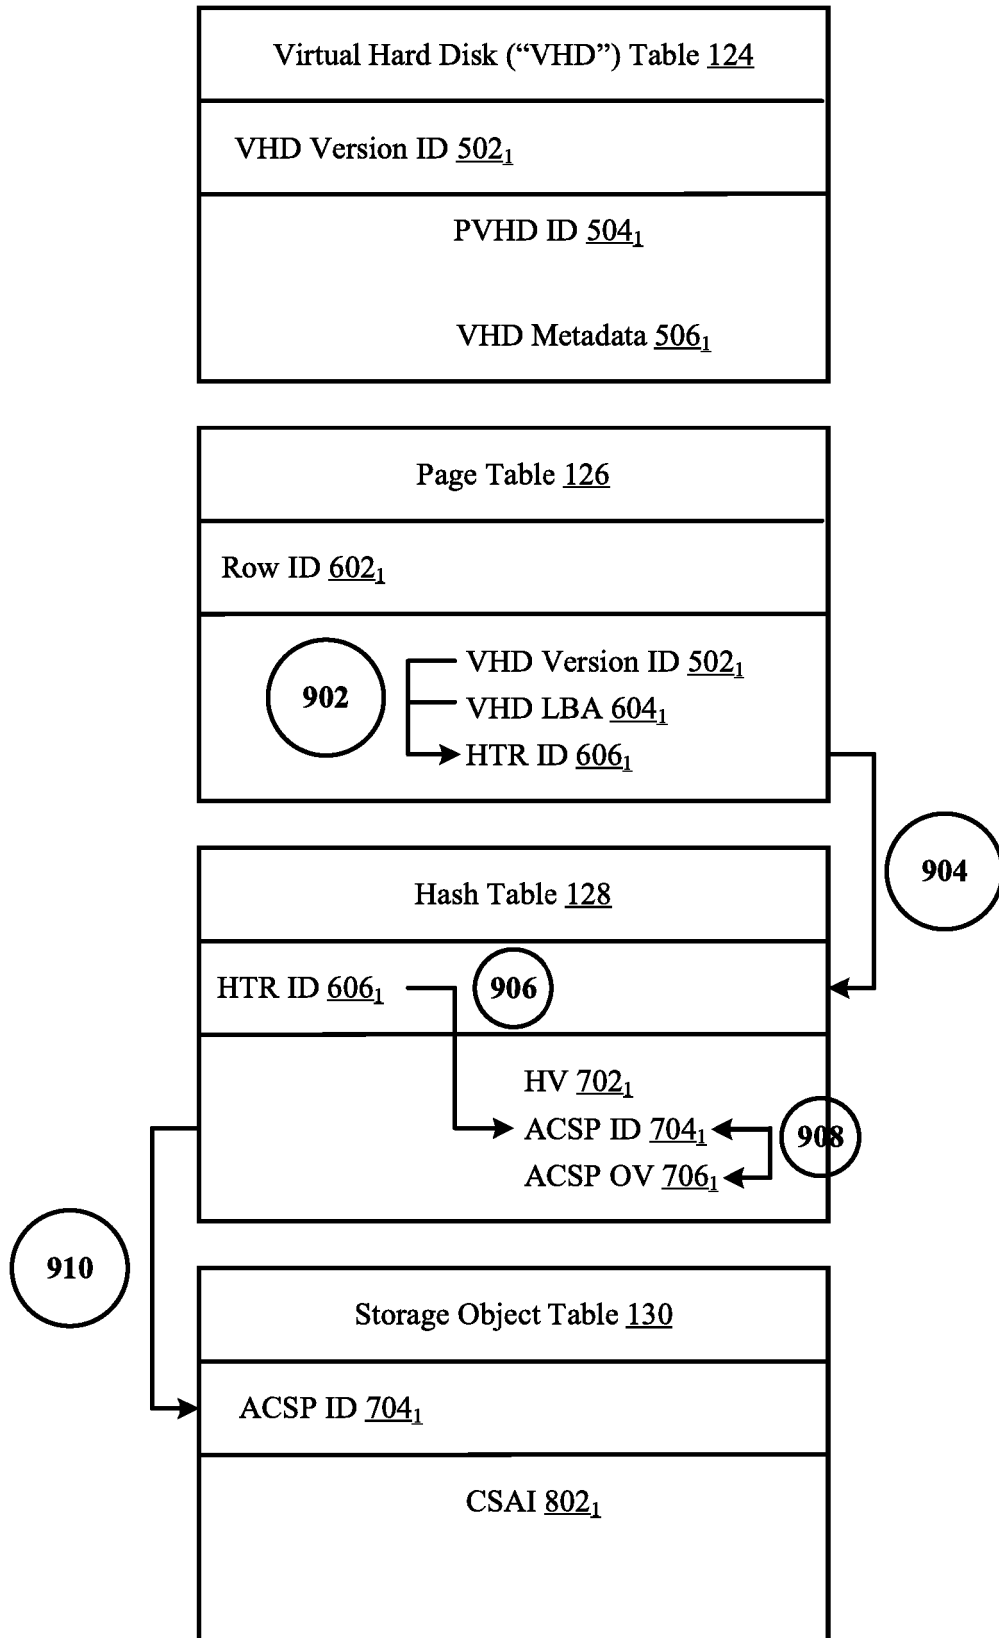 Virtual Hard Disk (“VHD”) Table 124
VHD Version ID 502₁
PVHD ID 504₁
VHD Metadata 506₁
Page Table 126
Row ID 602₁
902
VHD Version ID 502₁
VHD LBA 604₁
HTR ID 606₁
904
Hash Table 128
HTR ID 606₁
906
HV 702₁
ACSP ID 704₁
908
ACSP OV 706₁
910
Storage Object Table 130
ACSP ID 704₁
CSAI 802₁